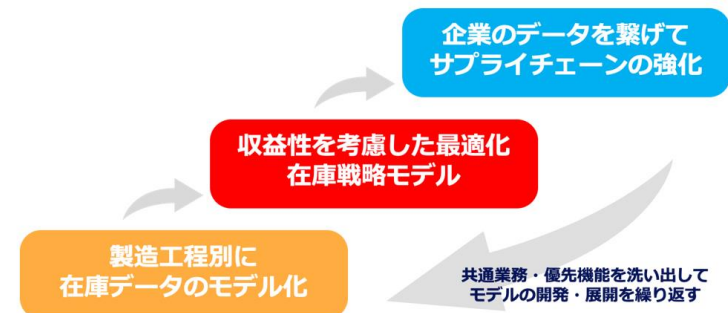 企業のデータを繋げて
サプライチェーンの強化
収益性を考慮した最適化
在庫戦略モデル
製造工程別に
在庫データのモデル化
共通業務・優先機能を洗い出して
モデルの開発・展開を繰り返す